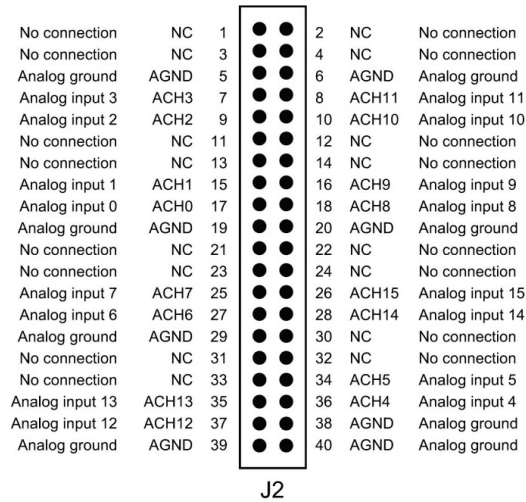 No connection NC 1 2 NC No connection
No connection NC 3 4 NC No connection
Analog ground AGND 5 6 AGND Analog ground
Analog input 3 ACH3 7 8 ACH11 Analog input 11
Analog input 2 ACH2 9 10 ACH10 Analog input 10
No connection NC 11 12 NC No connection
No connection NC 13 14 NC No connection
Analog input 1 ACH1 15 16 ACH9 Analog input 9
Analog input 0 ACH0 17 18 ACH8 Analog input 8
Analog ground AGND 19 20 AGND Analog ground
No connection NC 21 22 NC No connection
No connection NC 23 24 NC No connection
Analog input 7 ACH7 25 26 ACH15 Analog input 15
Analog input 6 ACH6 27 28 ACH14 Analog input 14
Analog ground AGND 29 30 NC No connection
No connection NC 31 32 NC No connection
No connection NC 33 34 ACH5 Analog input 5
Analog input 13 ACH13 35 36 ACH4 Analog input 4
Analog input 12 ACH12 37 38 AGND Analog ground
Analog ground AGND 39 40 AGND Analog ground
J2